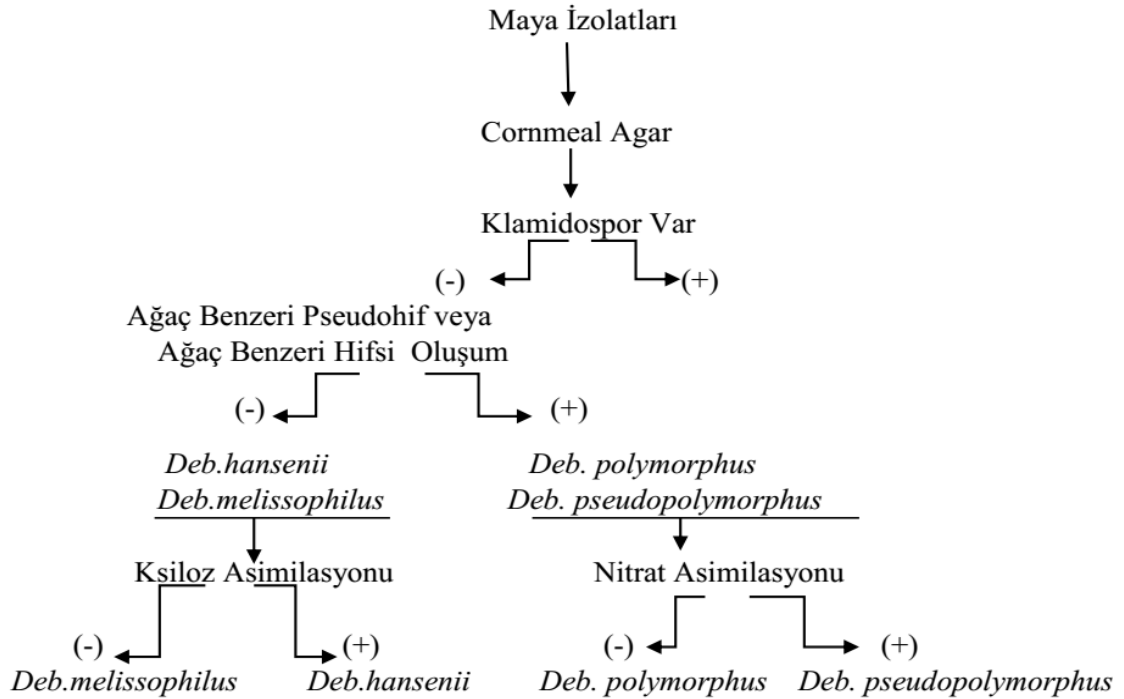 Maya İzolatları
Cornmeal Agar
Klamidospor Var
(-) (+)
Ağaç Benzeri Pseudohif veya
Ağaç Benzeri Hifsi Oluşum
(-) (+)
Deb.hansenii Deb. polymorphus
Deb.melissophilus Deb. pseudopolymorphus
Ksiloz Asimilasyonu Nitrat Asimilasyonu
(-) (+) (-) (+)
Deb.melissophilus Deb.hansenii Deb. polymorphus Deb. pseudopolymorphus